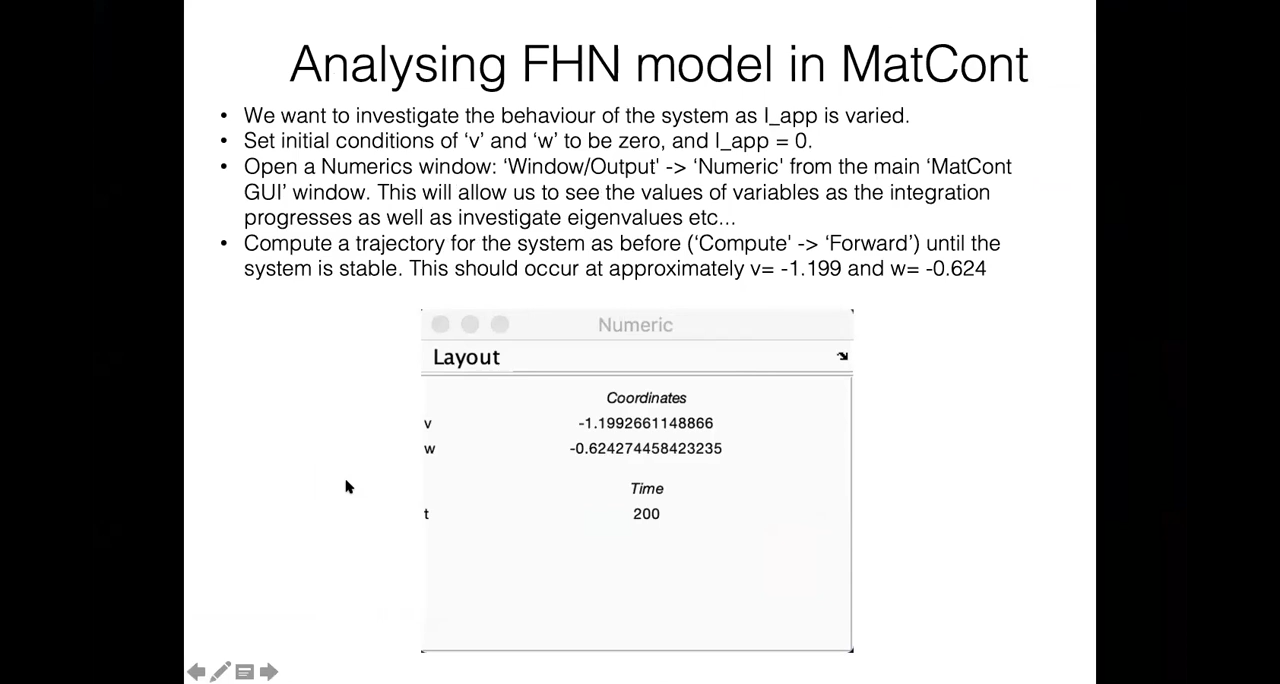 Analysing FHN model in MatCont
• We want to investigate the behaviour of the system as I_app is varied.
• Set initial conditions of ‘v’ and ‘w’ to be zero, and I_app = 0.
• Open a Numerics window: ‘Window/Output' -> ‘Numeric' from the main ‘MatCont
GUI’ window. This will allow us to see the values of variables as the integration
progresses as well as investigate eigenvalues etc...
• Compute a trajectory for the system as before (‘Compute' -> ‘Forward’) until the
system is stable. This should occur at approximately v= -1.199 and w= -0.624
Numeric
Layout
Coordinates
v -1.1992661148866
w -0.624274458423235
Time
t 200